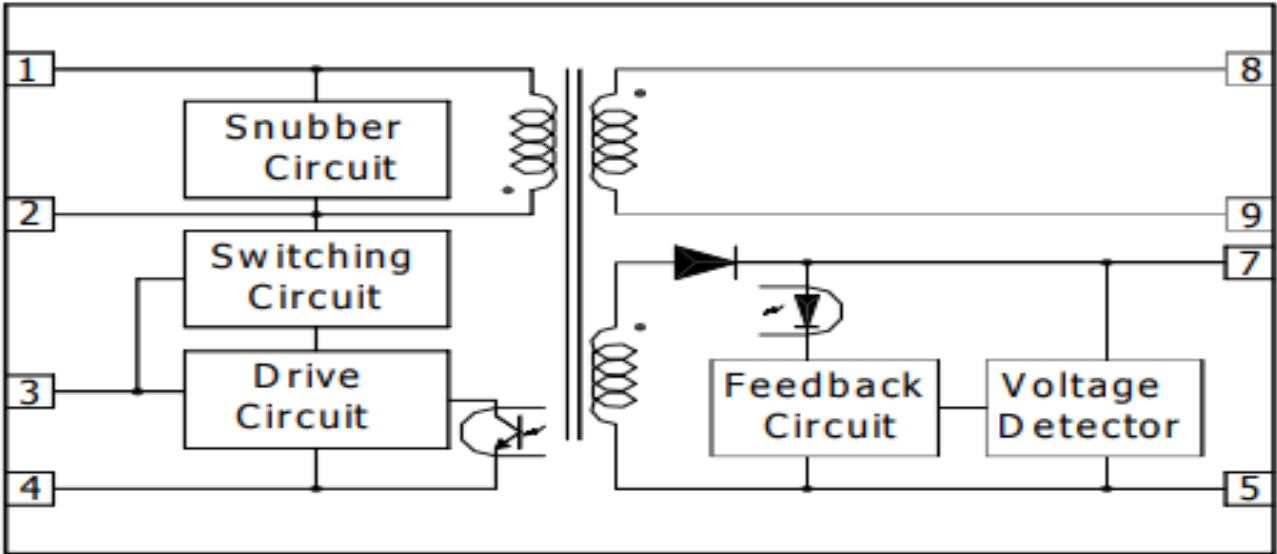 1
8
Snubber
Circuit
2
9
Switching
Circuit
7
3
Drive
Circuit
Feedback
Circuit
Voltage
Detector
4
5